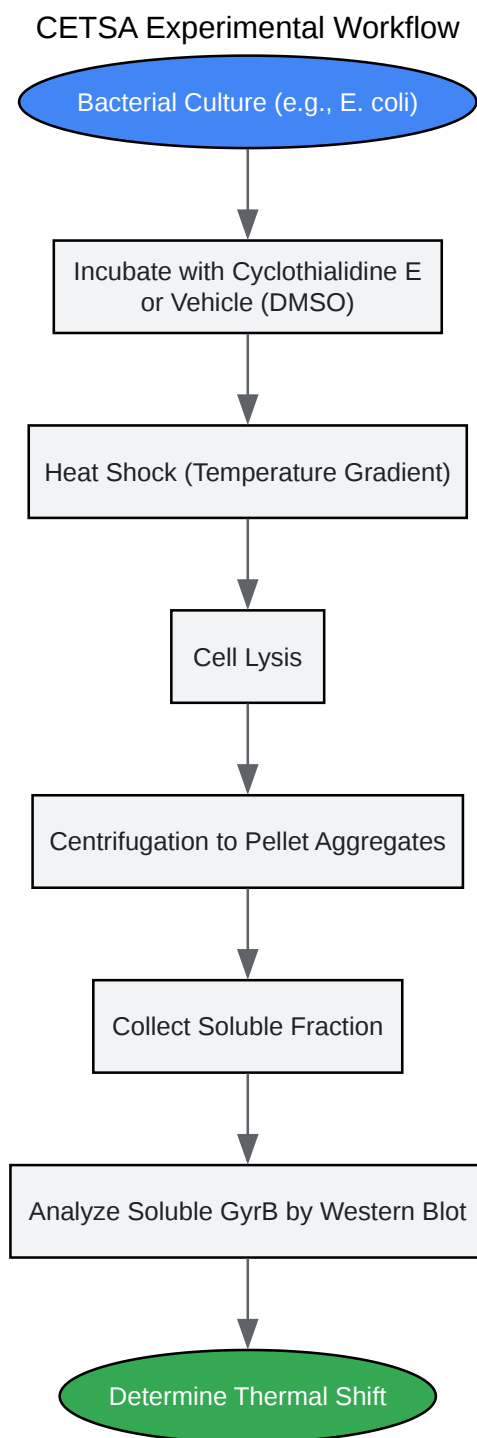 CETSA Experimental Workflow
Bacterial Culture (e.g., E. coli)
Incubate with Cyclothialidine E
or Vehicle (DMSO)
Heat Shock (Temperature Gradient)
Cell Lysis
Centrifugation to Pellet Aggregates
Collect Soluble Fraction
Analyze Soluble GyrB by Western Blot
Determine Thermal Shift